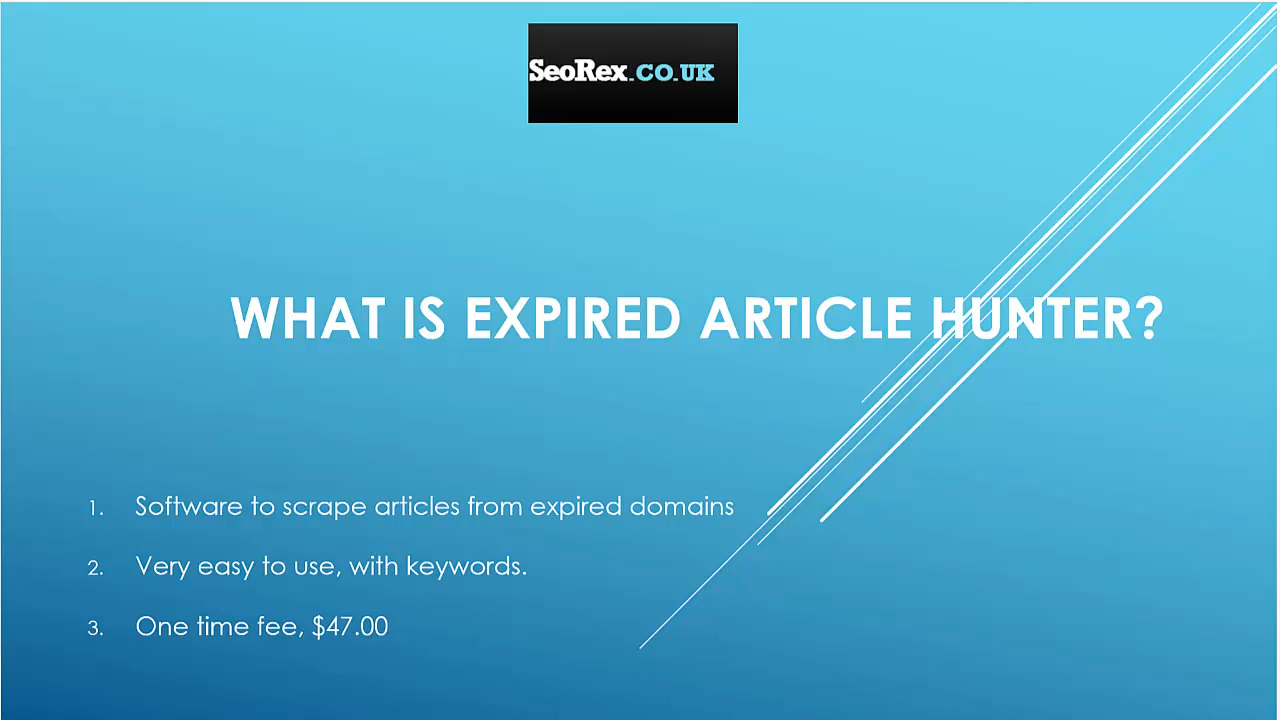 SeoRex.CO.UK
WHAT IS EXPIRED ARTICLE HUNTER?
1. Software to scrape articles from expired domains
2. Very easy to use, with keywords.
3. One time fee, $47.00